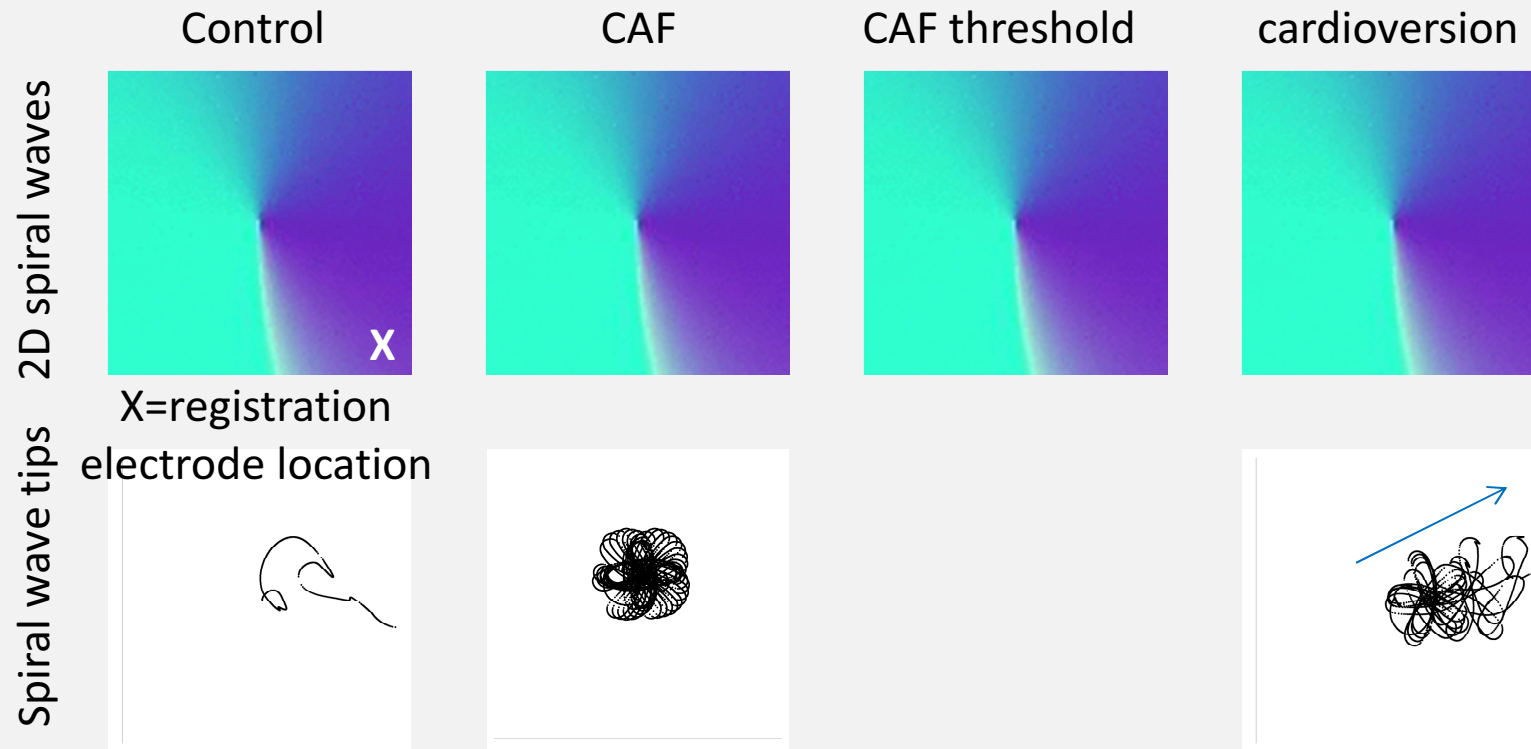 Control
CAF
CAF threshold
cardioversion
2D spiral waves
X
X=registration
electrode location
Spiral wave tips